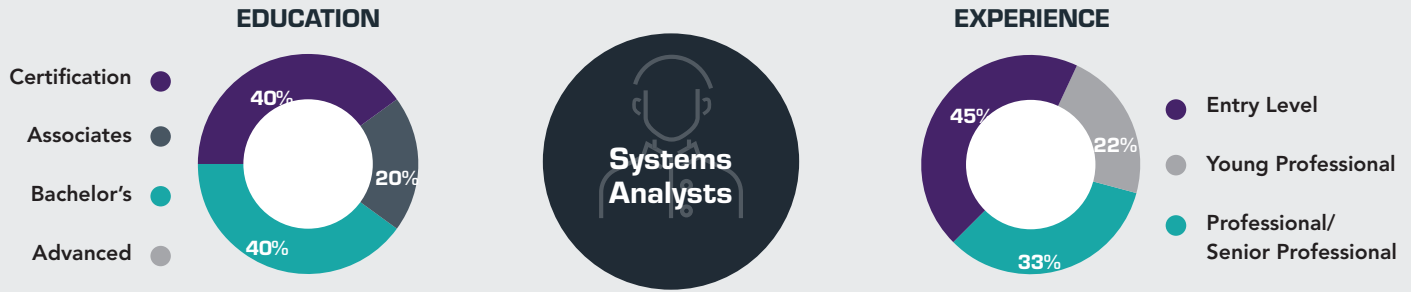 EDUCATION
Certification
Associates
Bachelor's
Advanced
40%
20%
40%
Systems
Analysts
EXPERIENCE
45%
22%
33%
Entry Level
Young Professional
Professional/
Senior Professional